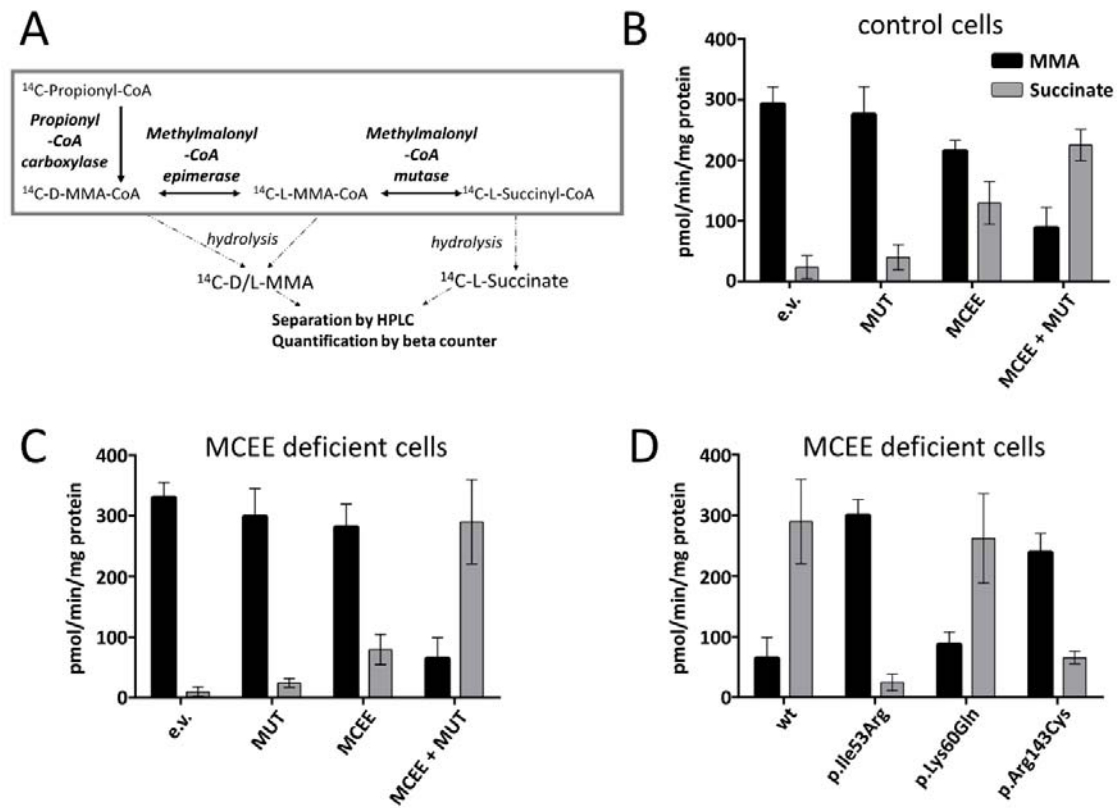 A
¹⁴C-Propionyl-CoA
Propionyl
-CoA
carboxylase
Methylmalonyl
-CoA
epimerase
Methylmalonyl
-CoA
mutase
¹⁴C-D-MMA-CoA
¹⁴C-L-MMA-CoA
¹⁴C-L-Succinyl-CoA
hydrolysis
hydrolysis
¹⁴C-D/L-MMA
¹⁴C-L-Succinate
Separation by HPLC
Quantification by beta counter
B
control cells
MMA
Succinate
pmol/min/mg protein
400
300
200
100
0
e.v.
MUT
MCEE
MCEE + MUT
C
MCEE deficient cells
pmol/min/mg protein
400
300
200
100
0
e.v.
MUT
MCEE
MCEE + MUT
D
MCEE deficient cells
pmol/min/mg protein
400
300
200
100
0
wt
p.Ile53Arg
p.Lys60Gln
p.Arg143Cys